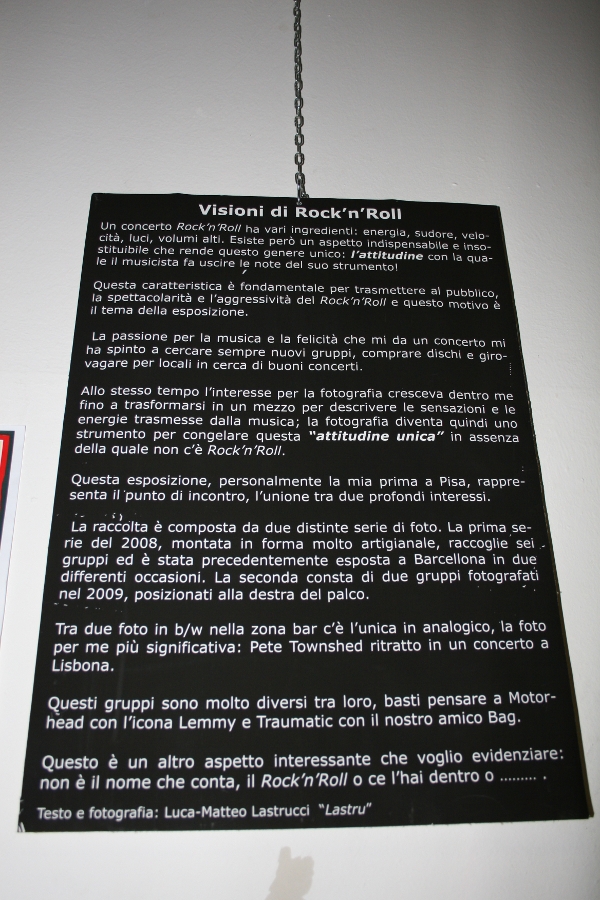 Visioni di Rock'n'Roll
Un concerto Rock'n'Roll ha vari ingredienti: energia, sudore, velo-
cità, luci, volumi alti. Esiste però un aspetto indispensabile e inso-
stituibile che rende questo genere unico: l'attitudine con la qua-
le il musicista fa uscire le note del suo strumento!
Questa caratteristica è fondamentale per trasmettere al pubblico,
la spettacolarità e l'aggressività del Rock'n'Roll e questo motivo è
il tema della esposizione.
La passione per la musica e la felicità che mi da un concerto mi
ha spinto a cercare sempre nuovi gruppi, comprare dischi e giro-
vagare per locali in cerca di buoni concerti.
Allo stesso tempo l'interesse per la fotografia cresceva dentro me
fino a trasformarsi in un mezzo per descrivere le sensazioni e le
energie trasmesse dalla musica; la fotografia diventa quindi uno
strumento per congelare questa "attitudine unica" in assenza
della quale non c'è Rock'n'Roll.
Questa esposizione, personalmente la mia prima a Pisa, rappre-
senta il punto di incontro, l'unione tra due profondi interessi.
La raccolta è composta da due distinte serie di foto. La prima se-
rie del 2008, montata in forma molto artigianale, raccoglie sei
gruppi ed è stata precedentemente esposta a Barcellona in due
differenti occasioni. La seconda consta di due gruppi fotografati
nel 2009, posizionati alla destra del palco.
Tra due foto in b/w nella zona bar c'è l'unica in analogico, la foto
per me più significativa: Pete Townshed ritratto in un concerto a
Lisbona.
Questi gruppi sono molto diversi tra loro, basti pensare a Motor-
head con l'icona Lemmy e Traumatic con il nostro amico Bag.
Questo è un altro aspetto interessante che voglio evidenziare:
non è il nome che conta, il Rock'n'Roll o ce l'hai dentro o ......... .
Testo e fotografia: Luca-Matteo Lastrucci "Lastru"